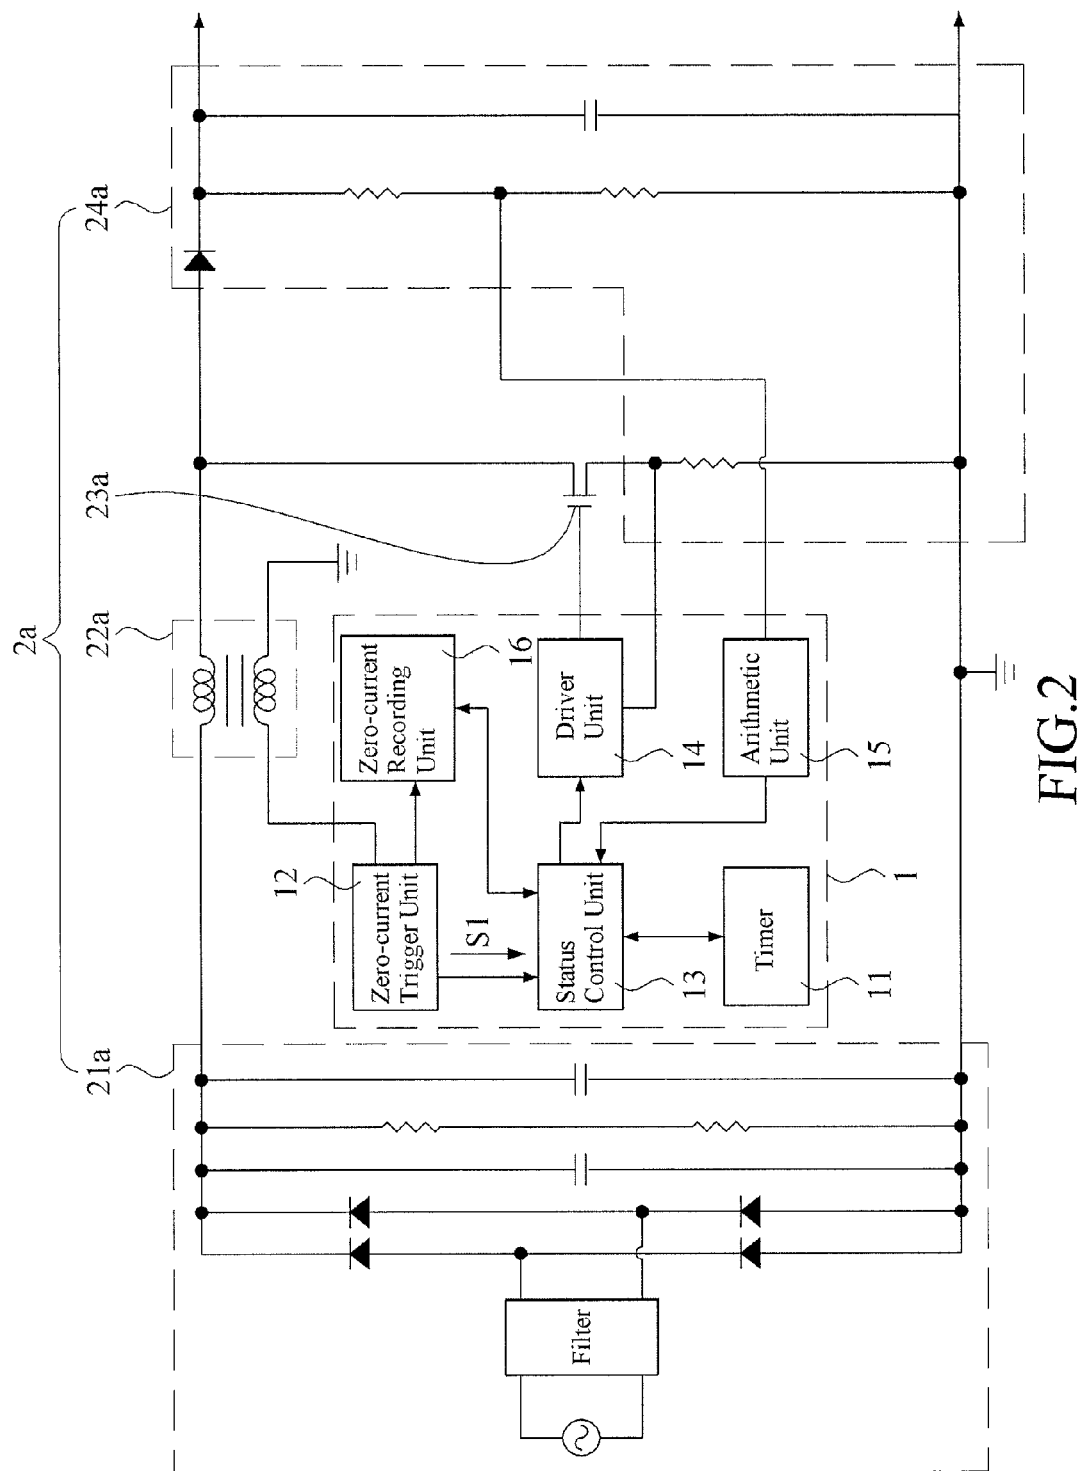 2a
21a
22a
23a
24a
Filter
12
Zero-current
Trigger Unit
Zero-current
Recording
Unit
16
S1
Status
Control Unit
13
Driver
Unit
14
Timer
11
Arithmetic
Unit
15
1
FIG.2